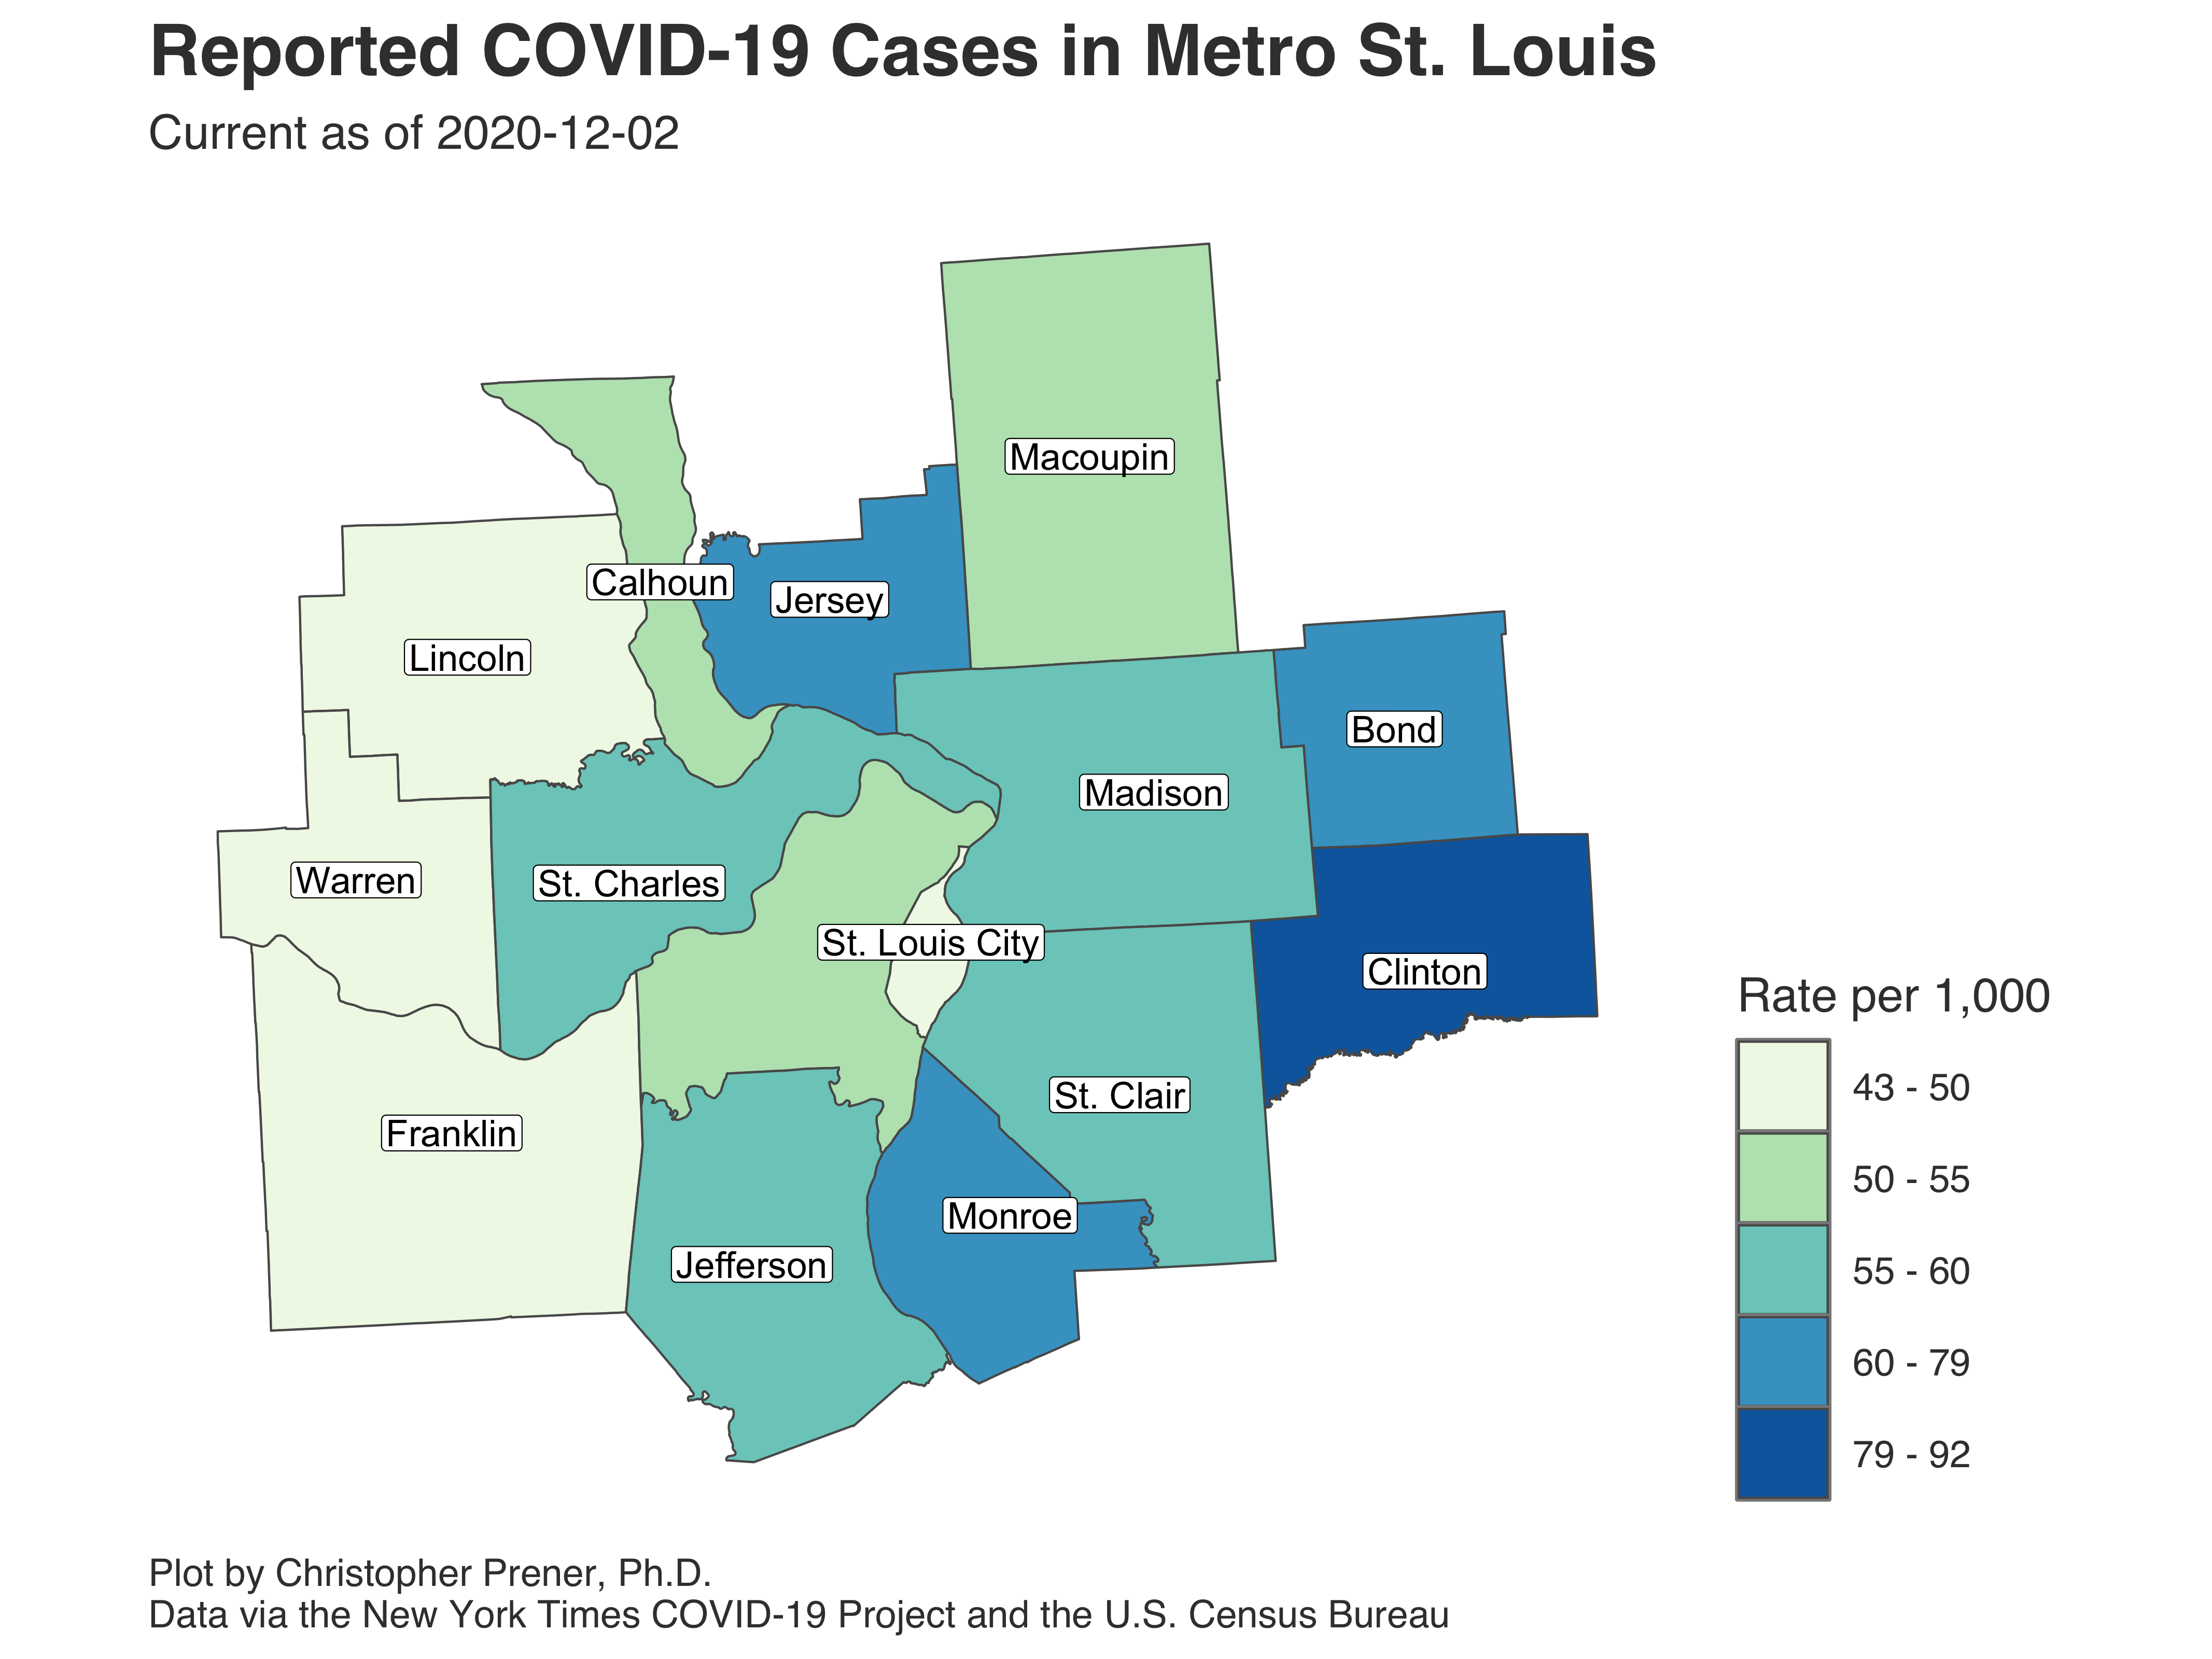 Reported COVID-19 Cases in Metro St. Louis
Current as of 2020-12-02
Macoupin
Calhoun
Jersey
Lincoln
Bond
Madison
Warren
St. Charles
St. Louis City
Clinton
St. Clair
Franklin
Monroe
Jefferson
Rate per 1,000
43 - 50
50 - 55
55 - 60
60 - 79
79 - 92
Plot by Christopher Prener, Ph.D.
Data via the New York Times COVID-19 Project and the U.S. Census Bureau